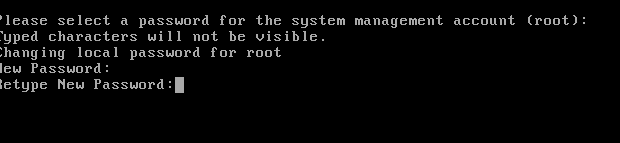 Please select a password for the system management account (root):
Typed characters will not be visible.
Changing local password for root
New Password:
Retype New Password: